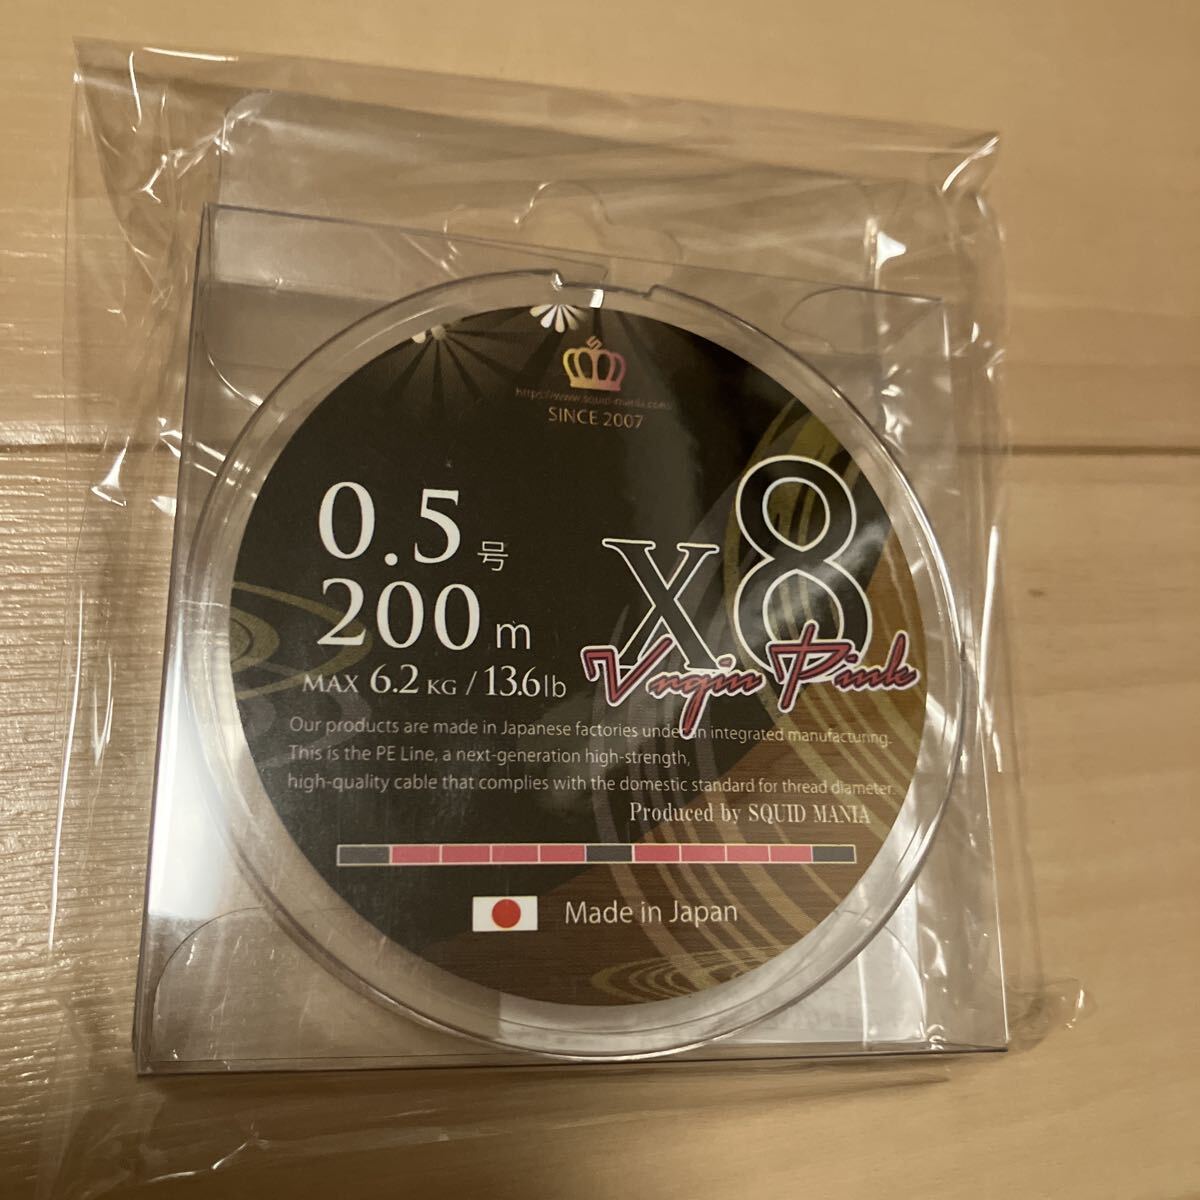 https://www.squid-mania.com/
SINCE 2007
0.5号
200m
MAX 6.2 KG / 13.6lb
x8
Virgin Pink
Our products are made in Japanese factories under an integrated manufacturing.
This is the PE Line, a next-generation high-strength,
high-quality cable that complies with the domestic standard for thread diameter.
Produced by SQUID MANIA
Made in Japan